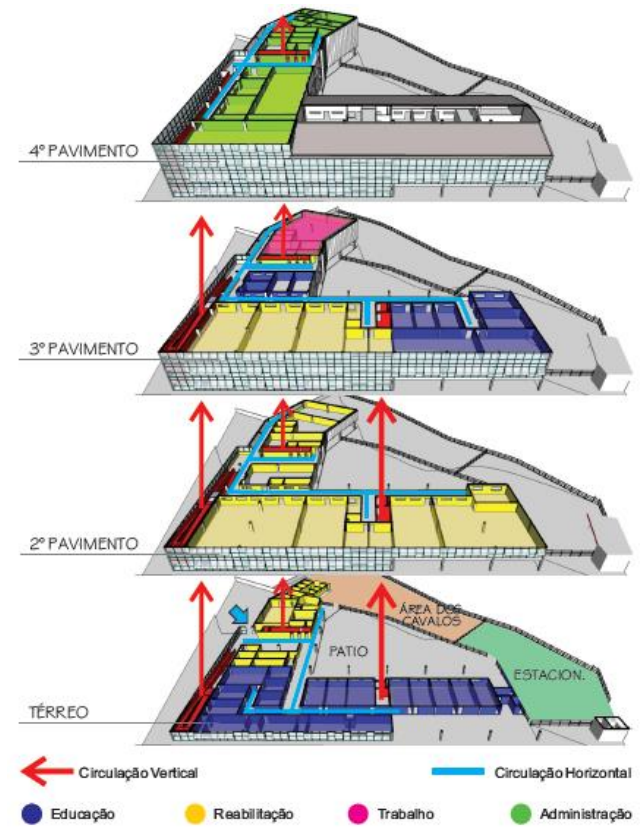 4º PAVIMENTO
3º PAVIMENTO
2º PAVIMENTO
ÁREA DOS
CAVALOS
PATIO
ESTACION.
TÉRREO
Circulação Vertical
Circulação Horizontal
Educação
Reabilitação
Trabalho
Administração